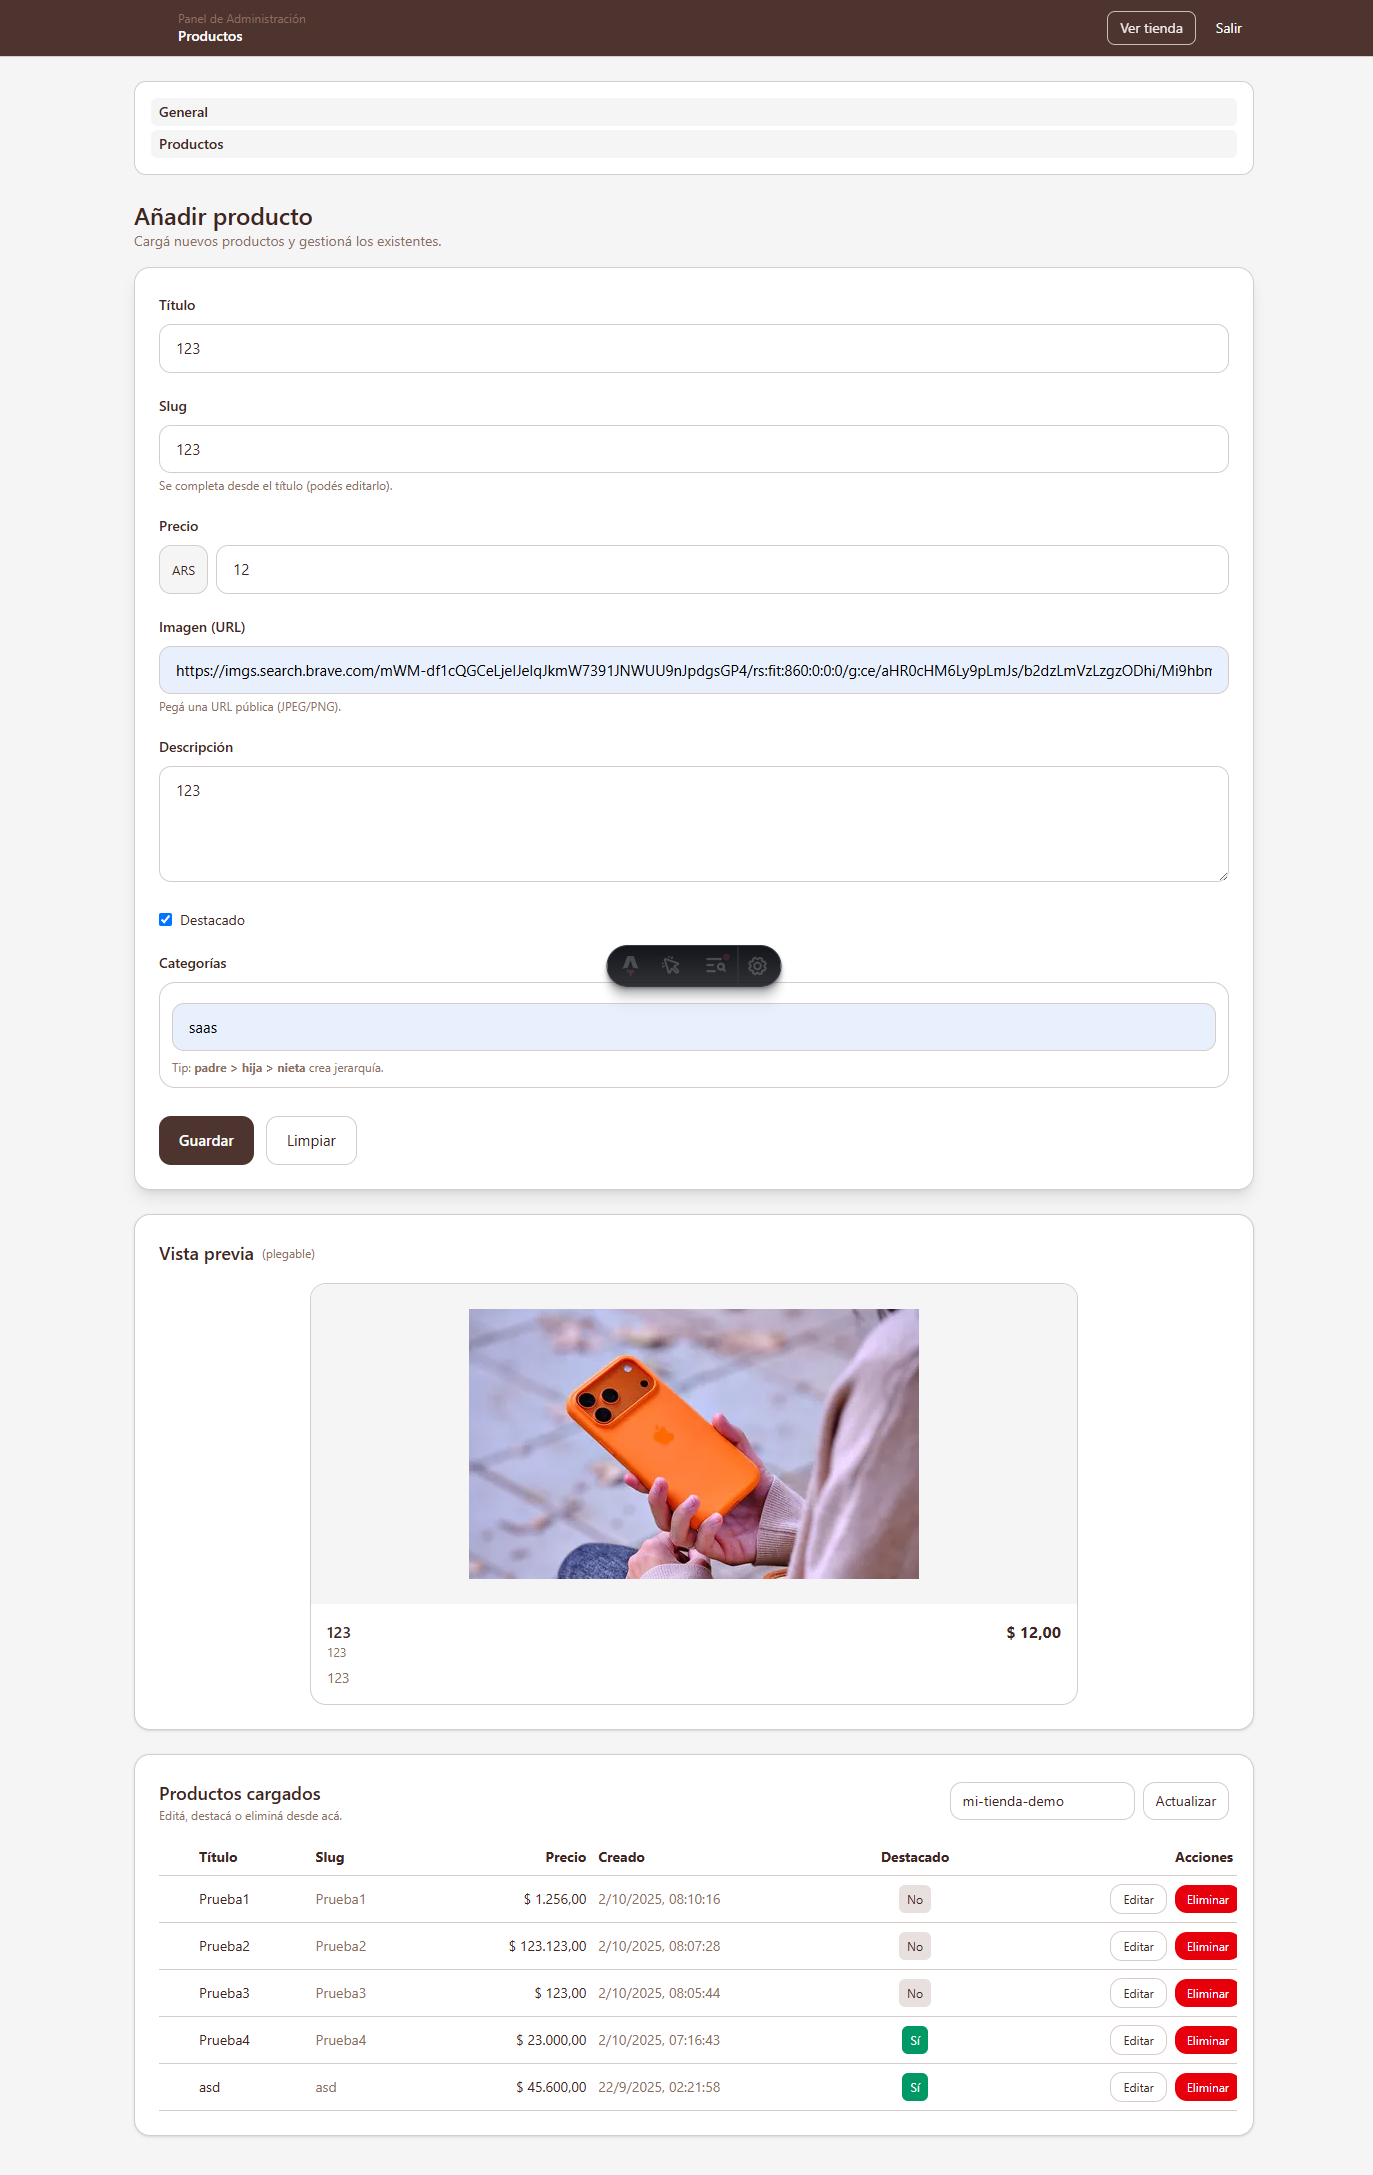 Panel de Administración
Productos
Ver tienda
Salir
General
Productos
Añadir producto
Cargá nuevos productos y gestioná los existentes.
Título
123
Slug
123
Se completa desde el título (podés editarlo).
Precio
ARS
12
Imagen (URL)
https://imgs.search.brave.com/mWM-df1cQGCeLjeIJelqJkmW7391JNWUU9nJpdgsGP4/rs:fit:860:0:0:0/g:ce/aHR0cHM6Ly9pLmJs/b2dzLmVzLzgzODhi/Mi9hbm
Pegá una URL pública (JPEG/PNG).
Descripción
123
Destacado
Categorías
saas
Tip: padre > hija > nieta crea jerarquía.
Guardar
Limpiar
Vista previa (plegable)
123
$ 12,00
123
123
Productos cargados
Editá, destacá o eliminá desde acá.
mi-tienda-demo
Actualizar
Título Slug Precio Creado Destacado Acciones
Prueba1 Prueba1 $ 1.256,00 2/10/2025, 08:10:16 No Editar Eliminar
Prueba2 Prueba2 $ 123.123,00 2/10/2025, 08:07:28 No Editar Eliminar
Prueba3 Prueba3 $ 123,00 2/10/2025, 08:05:44 No Editar Eliminar
Prueba4 Prueba4 $ 23.000,00 2/10/2025, 07:16:43 Sí Editar Eliminar
asd asd $ 45.600,00 22/9/2025, 02:21:58 Sí Editar Eliminar